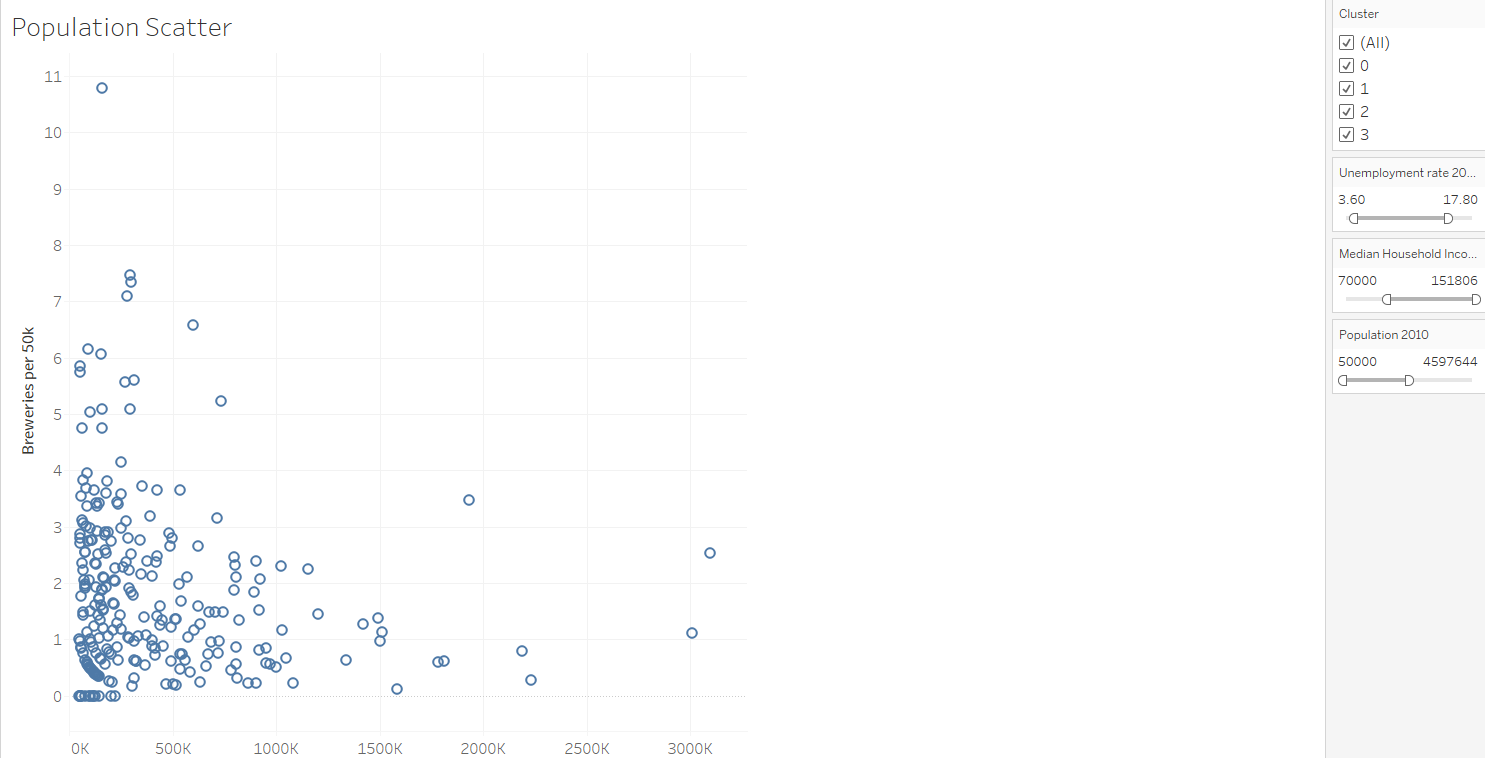 Population Scatter
Breweries per 50k
11
10
9
8
7
6
5
4
3
2
1
0
0K 500K 1000K 1500K 2000K 2500K 3000K
Cluster
(All)
0
1
2
3
Unemployment rate 20...
3.60 17.80
Median Household Inco...
70000 151806
Population 2010
50000 4597644